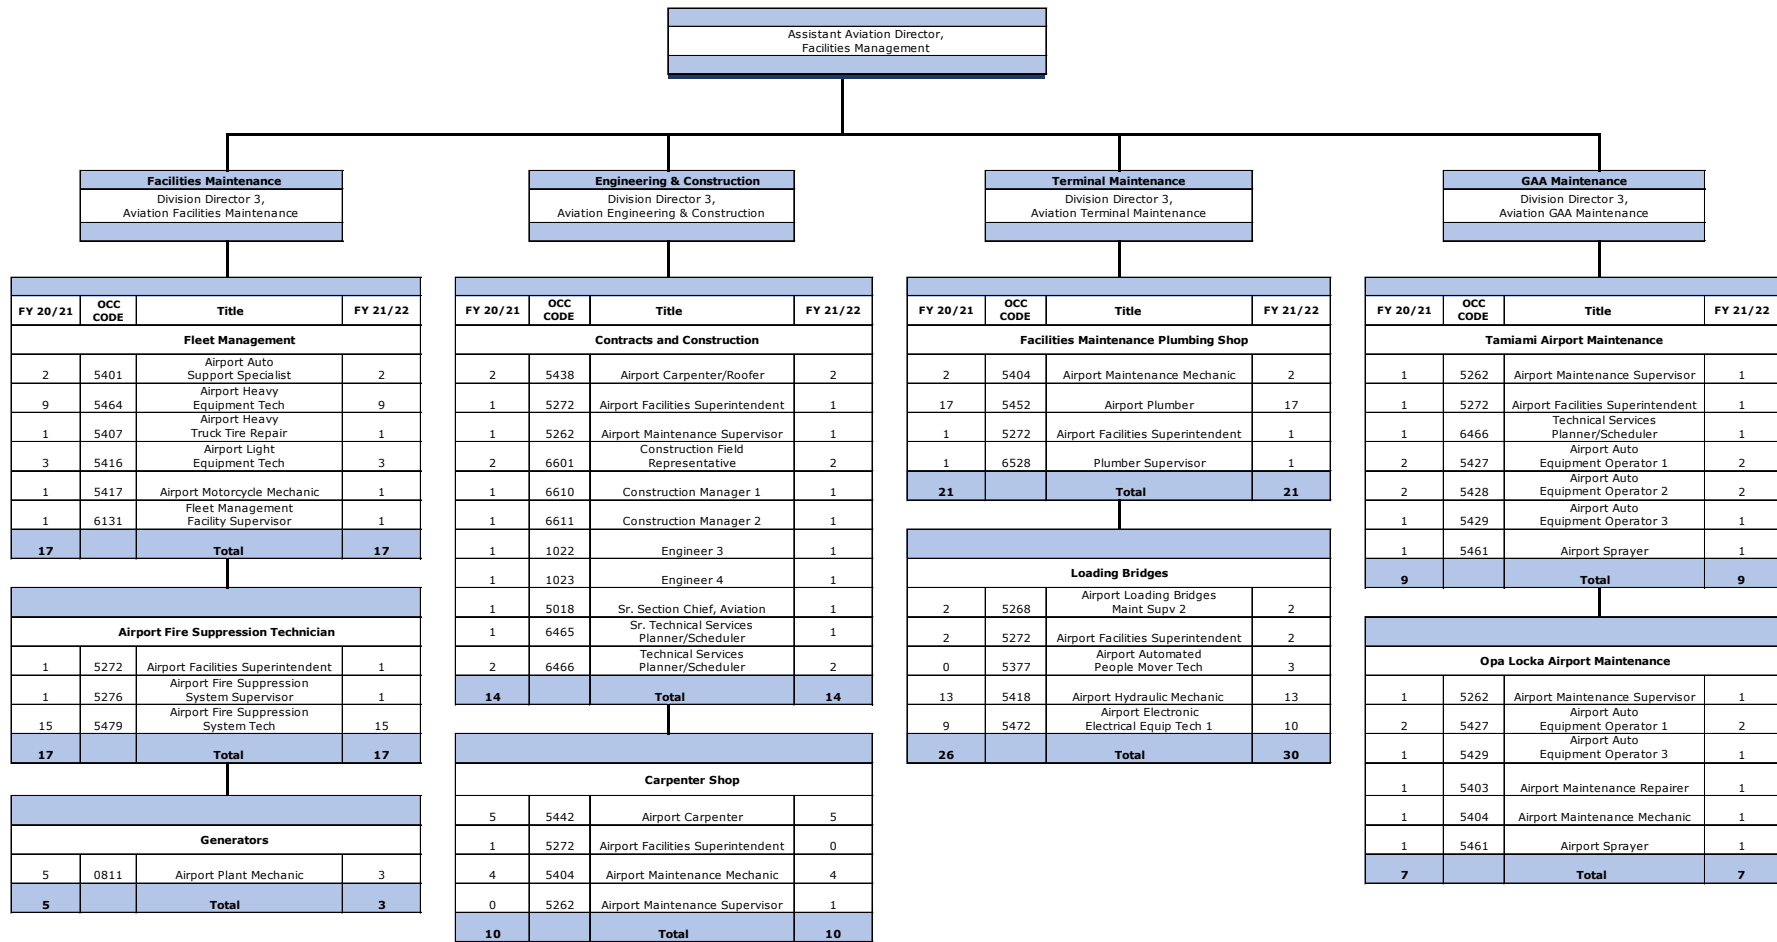 Assistant Aviation Director,
Facilities Management
Facilities Maintenance
Division Director 3,
Aviation Facilities Maintenance
Engineering & Construction
Division Director 3,
Aviation Engineering & Construction
Terminal Maintenance
Division Director 3,
Aviation Terminal Maintenance
GAA Maintenance
Division Director 3,
Aviation GAA Maintenance
FY 20/21 OCC CODE Title FY 21/22
Fleet Management
2 5401 Airport Auto Support Specialist 2
9 5464 Airport Heavy Equipment Tech 9
1 5407 Airport Heavy Truck Tire Repair 1
3 5416 Airport Light Equipment Tech 3
1 5417 Airport Motorcycle Mechanic 1
1 6131 Fleet Management Facility Supervisor 1
17 Total 17
Airport Fire Suppression Technician
1 5272 Airport Facilities Superintendent 1
1 5276 Airport Fire Suppression System Supervisor 1
15 5479 Airport Fire Suppression System Tech 15
17 Total 17
Generators
5 0811 Airport Plant Mechanic 3
5 Total 3
FY 20/21 OCC CODE Title FY 21/22
Contracts and Construction
2 5438 Airport Carpenter/Roofer 2
1 5272 Airport Facilities Superintendent 1
1 5262 Airport Maintenance Supervisor 1
2 6601 Construction Field Representative 2
1 6610 Construction Manager 1 1
1 6611 Construction Manager 2 1
1 1022 Engineer 3 1
1 1023 Engineer 4 1
1 5018 Sr. Section Chief, Aviation 1
1 6465 Sr. Technical Services Planner/Scheduler 1
2 6466 Technical Services Planner/Scheduler 2
14 Total 14
Carpenter Shop
5 5442 Airport Carpenter 5
1 5272 Airport Facilities Superintendent 0
4 5404 Airport Maintenance Mechanic 4
0 5262 Airport Maintenance Supervisor 1
10 Total 10
FY 20/21 OCC CODE Title FY 21/22
Facilities Maintenance Plumbing Shop
2 5404 Airport Maintenance Mechanic 2
17 5452 Airport Plumber 17
1 5272 Airport Facilities Superintendent 1
1 6528 Plumber Supervisor 1
21 Total 21
Loading Bridges
2 5268 Airport Loading Bridges Maint Supv 2 2
2 5272 Airport Facilities Superintendent 2
0 5377 Airport Automated People Mover Tech 3
13 5418 Airport Hydraulic Mechanic 13
9 5472 Airport Electronic Electrical Equip Tech 1 10
26 Total 30
FY 20/21 OCC CODE Title FY 21/22
Tamiami Airport Maintenance
1 5262 Airport Maintenance Supervisor 1
1 5272 Airport Facilities Superintendent 1
1 6466 Technical Services Planner/Scheduler 1
2 5427 Airport Auto Equipment Operator 1 2
2 5428 Airport Auto Equipment Operator 2 2
1 5429 Airport Auto Equipment Operator 3 1
1 5461 Airport Sprayer 1
9 Total 9
Opa Locka Airport Maintenance
1 5262 Airport Maintenance Supervisor 1
2 5427 Airport Auto Equipment Operator 1 2
1 5429 Airport Auto Equipment Operator 3 1
1 5403 Airport Maintenance Repairer 1
1 5404 Airport Maintenance Mechanic 1
1 5461 Airport Sprayer 1
7 Total 7